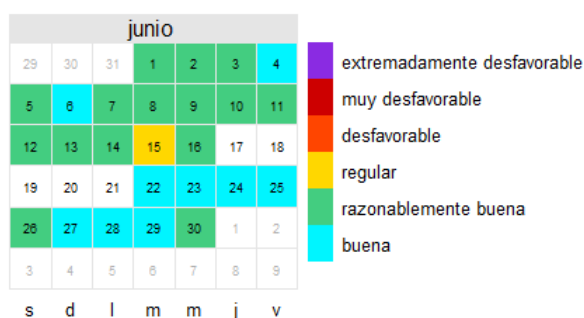 junio
29 30 31 1 2 3 4
5 6 7 8 9 10 11
12 13 14 15 16 17 18
19 20 21 22 23 24 25
26 27 28 29 30 1 2
3 4 5 6 7 8 9
s d l m m j v
extremadamente desfavorable
muy desfavorable
desfavorable
regular
razonablemente buena
buena